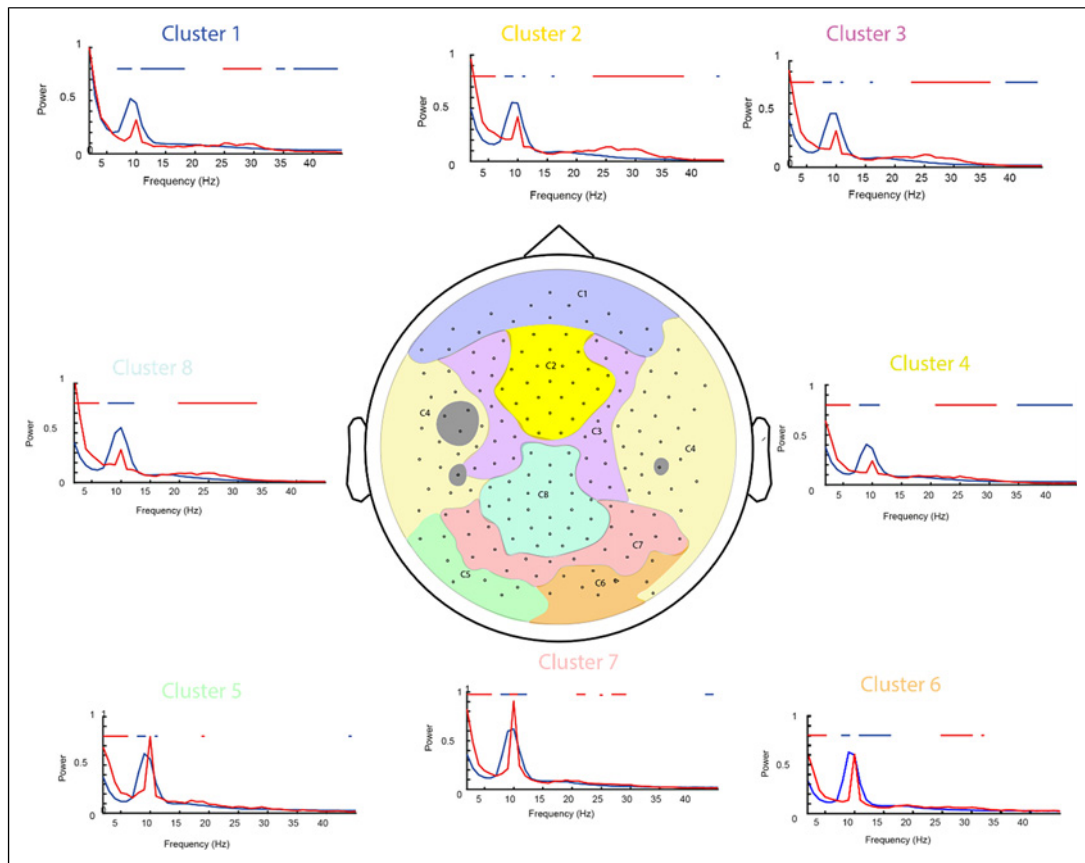 Cluster 1
Cluster 2
Cluster 3
1
0.5
0
Power
5 10 15 20 25 30 35 40
Frequency (Hz)
1
0.5
0
Power
5 10 15 20 25 30 35 40
Frequency (Hz)
1
0.5
0
Power
5 10 15 20 25 30 35 40
Frequency (Hz)
C1
C2
C3
C4
C4
C8
C7
C5
C6
Cluster 8
1
0.5
0
Power
5 10 15 20 25 30 35 40
Frequency (Hz)
Cluster 4
1
0.5
0
Power
5 10 15 20 25 30 35 40
Frequency (Hz)
Cluster 5
1
0.5
0
Power
5 10 15 20 25 30 35 40
Frequency (Hz)
Cluster 7
1
0.5
0
Power
5 10 15 20 25 30 35 40
Frequency (Hz)
Cluster 6
1
0.5
0
Power
5 10 15 20 25 30 35 40
Frequency (Hz)